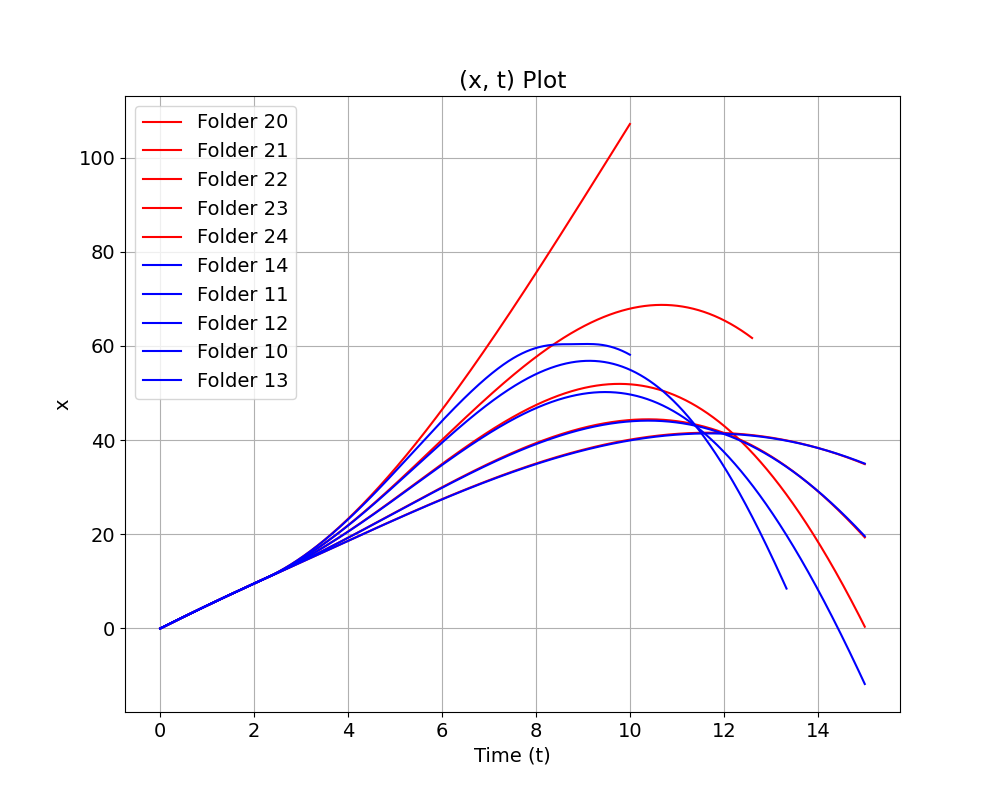 (x, t) Plot
Folder 20
Folder 21
Folder 22
Folder 23
Folder 24
Folder 14
Folder 11
Folder 12
Folder 10
Folder 13
100
80
60
40
20
0
x
0 2 4 6 8 10 12 14
Time (t)